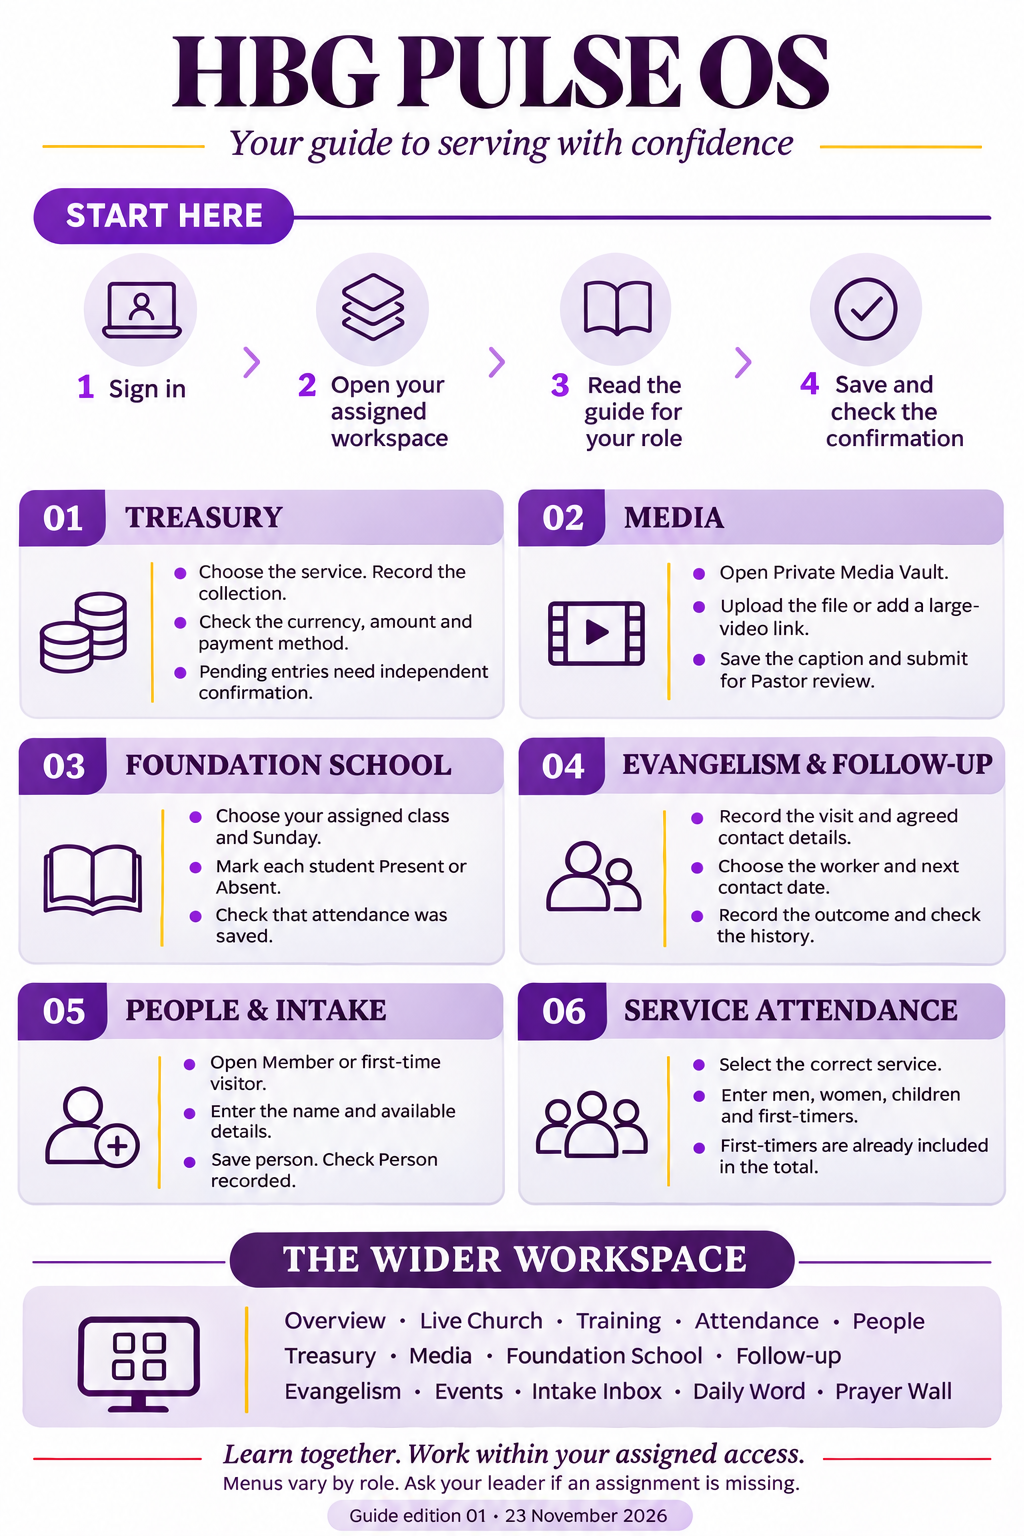 HBG PULSE OS
Your guide to serving with confidence
START HERE
1 Sign in
2 Open your
assigned
workspace
3 Read the
guide for
your role
4 Save and
check the
confirmation
01 TREASURY
Choose the service. Record the
collection.
Check the currency, amount and
payment method.
Pending entries need independent
confirmation.
02 MEDIA
Open Private Media Vault.
Upload the file or add a large-
video link.
Save the caption and submit
for Pastor review.
03 FOUNDATION SCHOOL
Choose your assigned class
and Sunday.
Mark each student Present or
Absent.
Check that attendance was
saved.
04 EVANGELISM & FOLLOW-UP
Record the visit and agreed
contact details.
Choose the worker and next
contact date.
Record the outcome and check
the history.
05 PEOPLE & INTAKE
Open Member or first-time
visitor.
Enter the name and available
details.
Save person. Check Person
recorded.
06 SERVICE ATTENDANCE
Select the correct service.
Enter men, women, children
and first-timers.
First-timers are already included
in the total.
THE WIDER WORKSPACE
Overview • Live Church • Training • Attendance • People
Treasury • Media • Foundation School • Follow-up
Evangelism • Events • Intake Inbox • Daily Word • Prayer Wall
Learn together. Work within your assigned access.
Menus vary by role. Ask your leader if an assignment is missing.
Guide edition 01 • 23 November 2026